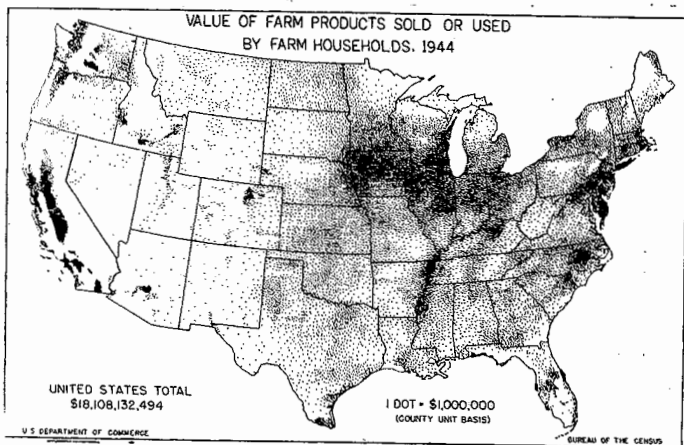 VALUE OF FARM PRODUCTS SOLD OR USED
BY FARM HOUSEHOLDS, 1944
UNITED STATES TOTAL
$18,108,132,494
1 DOT = $1,000,000
(COUNTY UNIT BASIS)
U S DEPARTMENT OF COMMERCE
BUREAU OF THE CENSUS